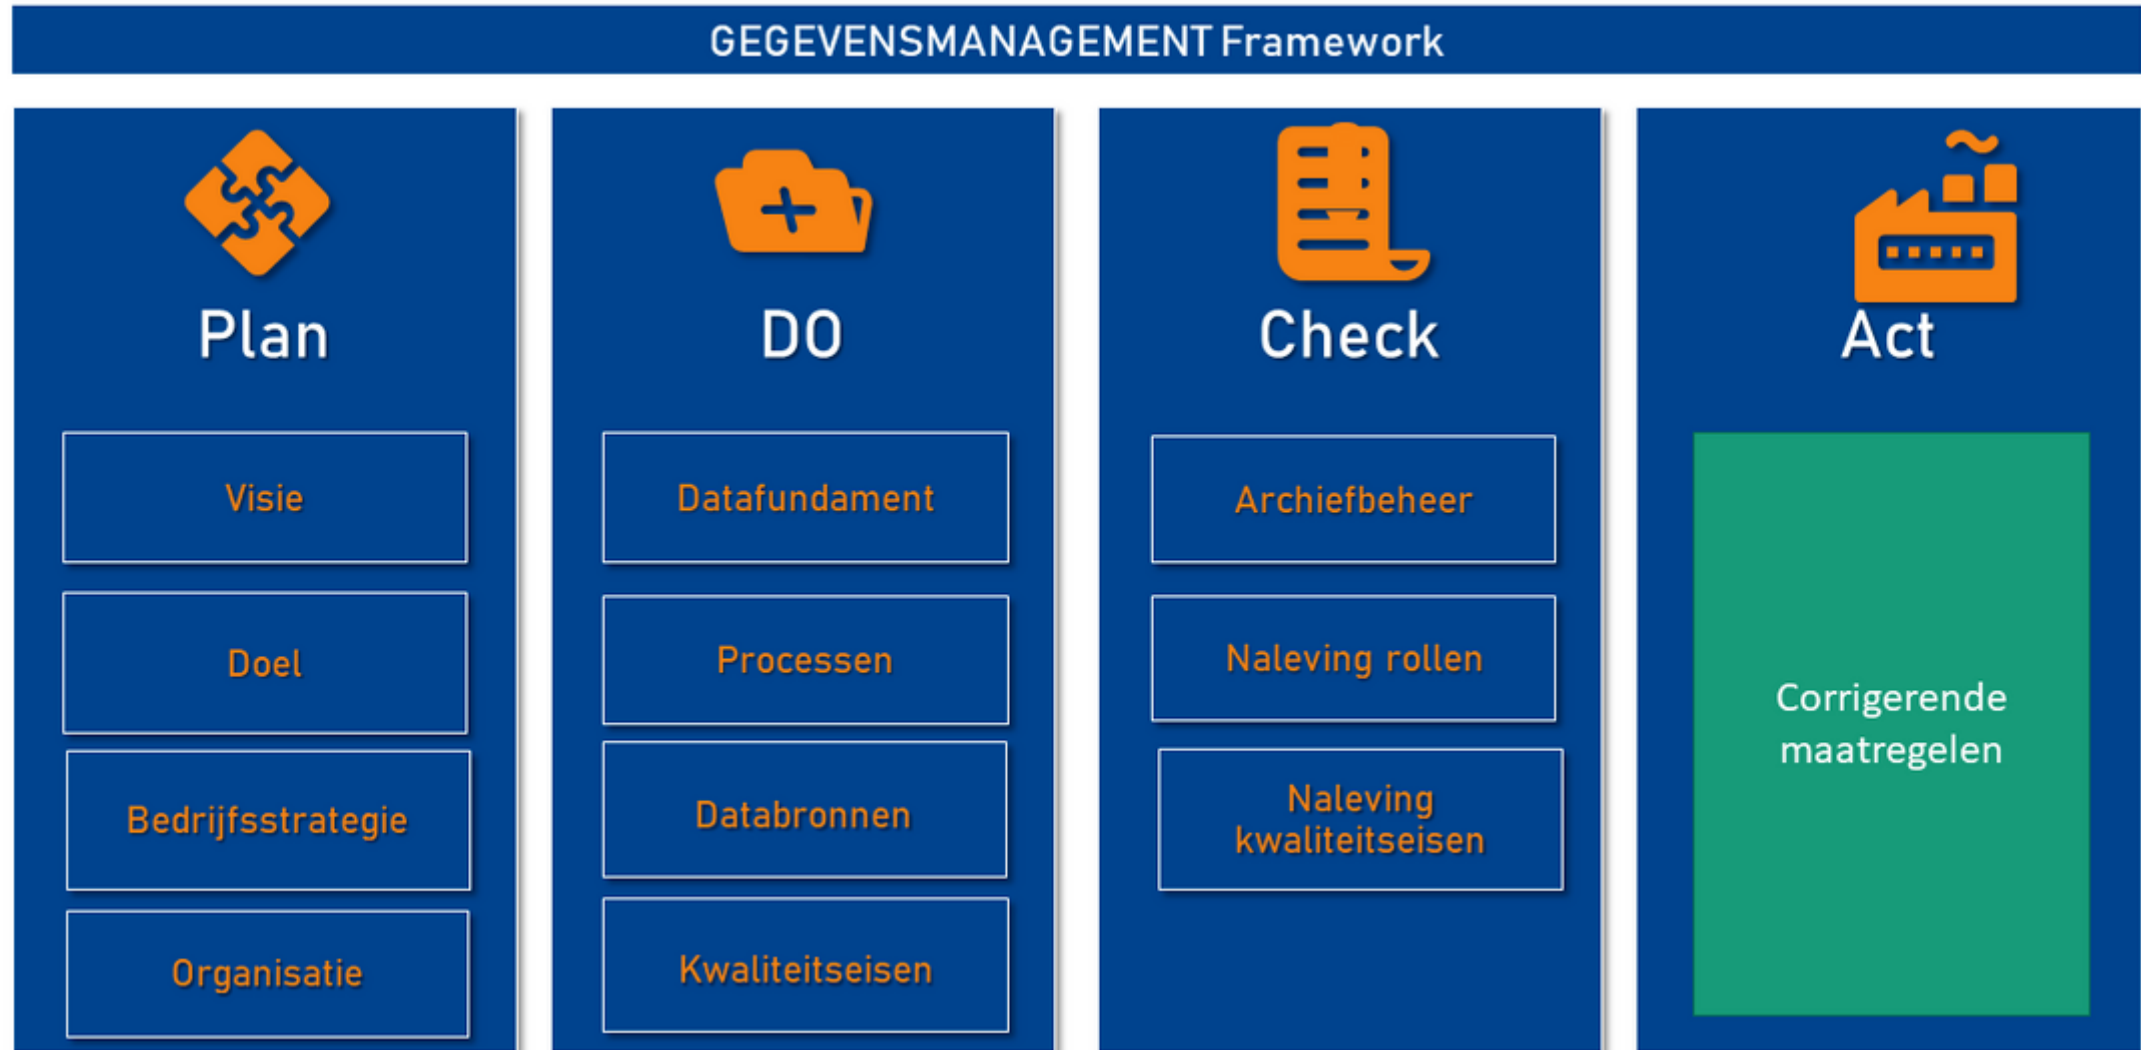 GEGEVENSMANAGEMENT Framework
Plan
Visie
Doel
Bedrijfsstrategie
Organisatie
DO
Datafundament
Processen
Databronnen
Kwaliteitseisen
Check
Archiefbeheer
Naleving rollen
Naleving
kwaliteitseisen
Act
Corrigerende
maatregelen